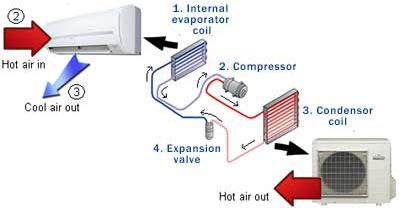 2
Hot air in
3
Cool air out
1. Internal
evaporator
coil
2. Compressor
3. Condensor
coil
4. Expansion
valve
Hot air out